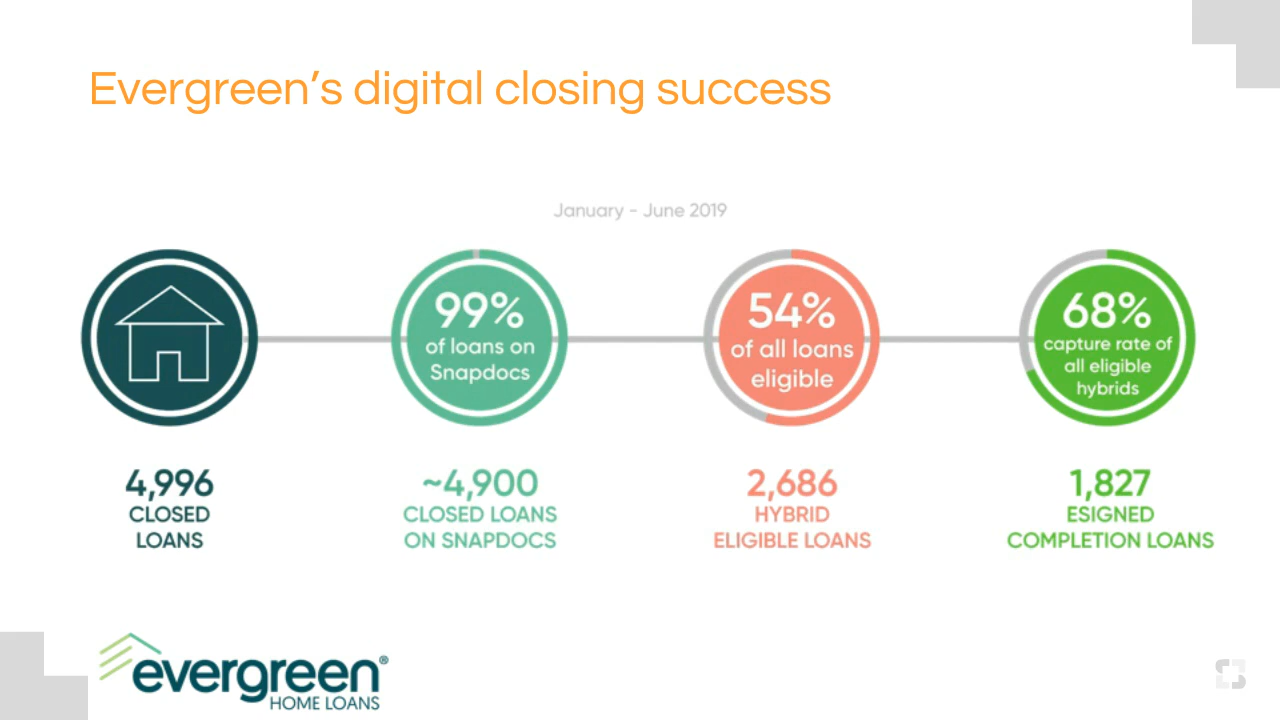 Evergreen’s digital closing success
January - June 2019
99%
of loans on
Snapdocs
54%
of all loans
eligible
68%
capture rate of
all eligible
hybrids
4,996
CLOSED
LOANS
~4,900
CLOSED LOANS
ON SNAPDOCS
2,686
HYBRID
ELIGIBLE LOANS
1,827
ESIGNED
COMPLETION LOANS
evergreen®
HOME LOANS